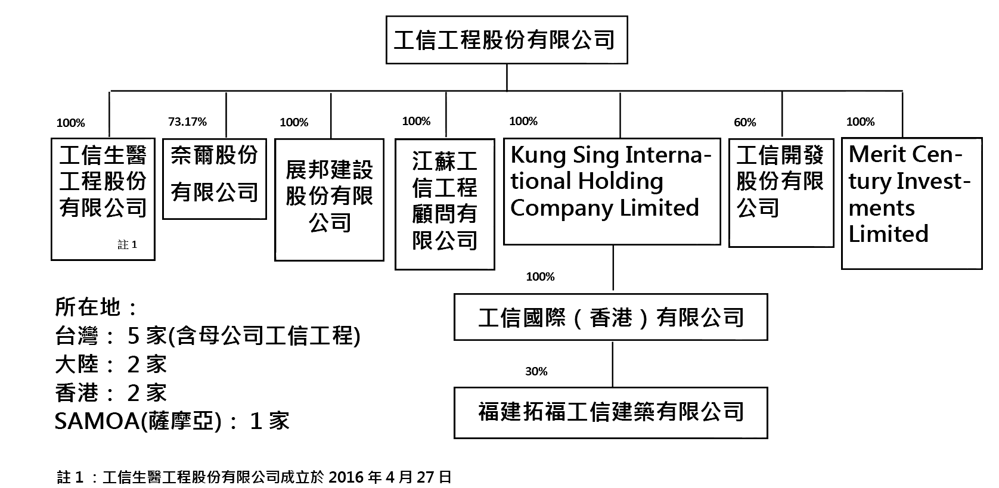 工信工程股份有限公司
100%
73.17%
100%
100%
100%
60%
100%
工信生醫
工程股份
有限公司
註 1
奈爾股份
有限公司
展邦建設
股份有限
公司
江蘇工
信工程
顧問有
限公司
Kung Sing Interna-
tional Holding
Company Limited
工信開發
股份有限
公司
Merit Cen-
tury Invest-
ments
Limited
100%
工信國際（香港）有限公司
30%
福建拓福工信建築有限公司
所在地：
台灣： 5 家(含母公司工信工程)
大陸： 2 家
香港： 2 家
SAMOA(薩摩亞)： 1 家
註 1 ：工信生醫工程股份有限公司成立於 2016 年 4 月 27 日